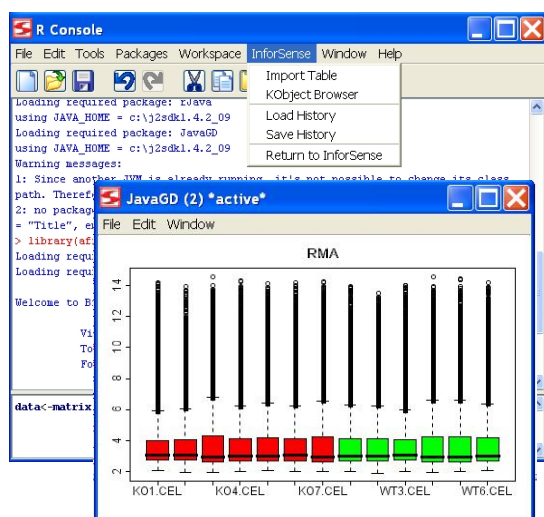 R Console
File Edit Tools Packages Workspace InforSense Window Help
Import Table
KObject Browser
Load History
Save History
Return to InforSense
Loading required package: rJava
using JAVA_HOME = c:\j2sdk1.4.2_09
Loading required package: JavaGD
using JAVA_HOME = c:\j2sdk1.4.2_09
Warning messages:
1: Since another JVM is already running, it's not possible to change its class
path. Theref
2: no packag
= "Title", e
> library(af
Loading requ
Loading requ
Welcome to B
Vi
To
Fo
data<-matrix
JavaGD (2) *active*
File Edit Window
RMA
14
12
10
8
6
4
2
KO1.CEL KO4.CEL KO7.CEL WT3.CEL WT6.CEL